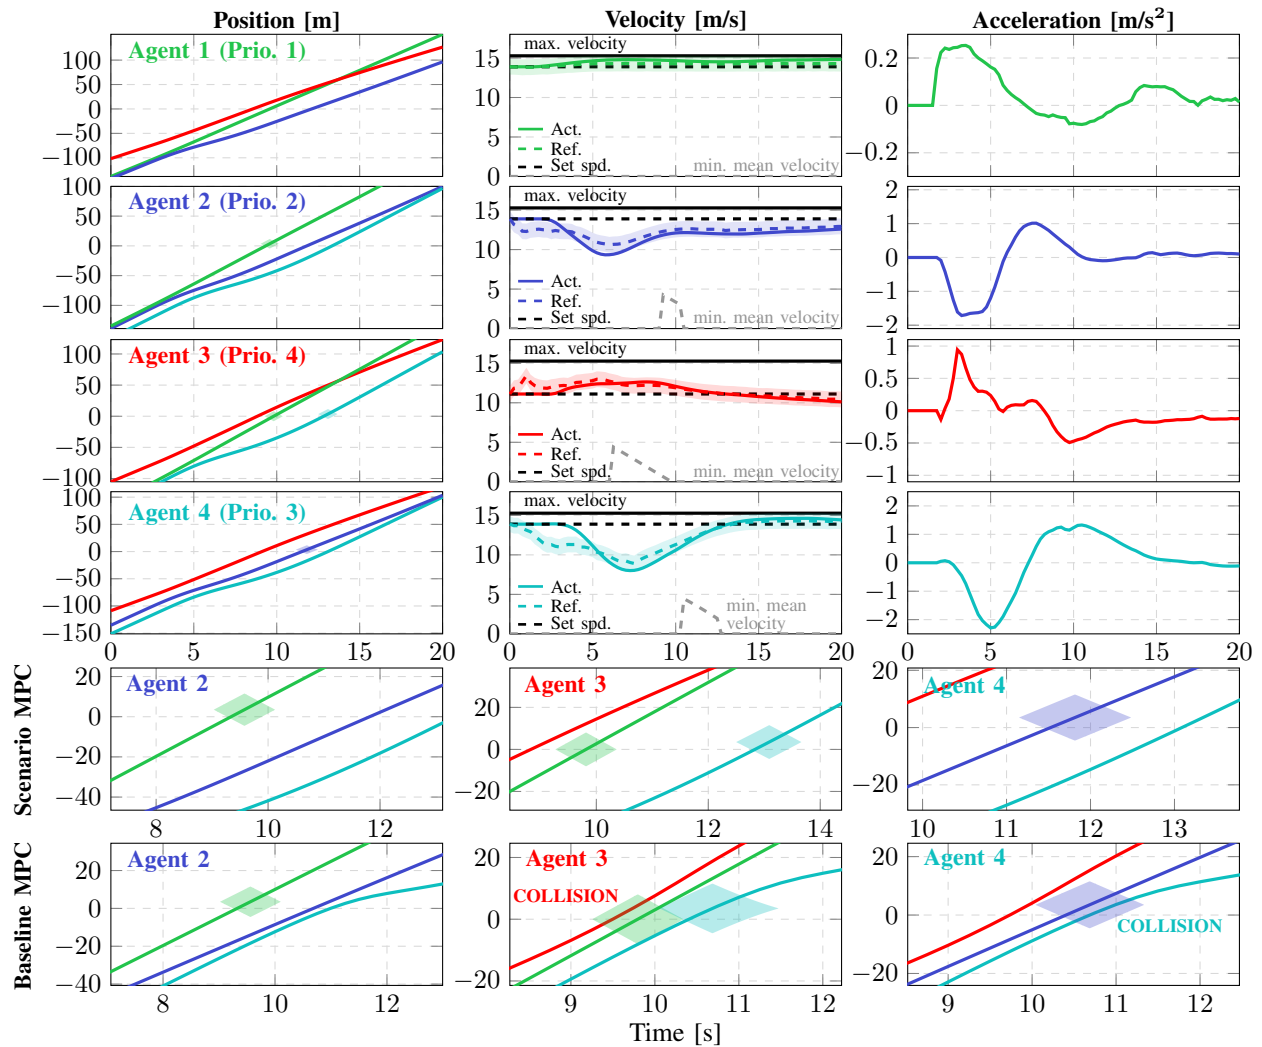 Position [m]
Velocity [m/s]
Acceleration [m/s²]
Agent 1 (Prio. 1)
100
50
0
−50
−100
max. velocity
15
10
5
0
Act.
Ref.
Set spd.
min. mean velocity
0.2
0
−0.2
Agent 2 (Prio. 2)
100
50
0
−50
−100
max. velocity
15
10
5
0
Act.
Ref.
Set spd.
min. mean velocity
2
1
0
−1
−2
Agent 3 (Prio. 4)
100
50
0
−50
−100
max. velocity
15
10
5
0
Act.
Ref.
Set spd.
min. mean velocity
1
0.5
0
−0.5
−1
Agent 4 (Prio. 3)
100
50
0
−50
−100
−150
0 5 10 15 20
max. velocity
15
10
5
0
Act.
Ref.
Set spd.
min. mean
velocity
0 5 10 15 20
2
1
0
−1
−2
0 5 10 15 20
Scenario MPC
Agent 2
20
0
−20
−40
8 10 12
Agent 3
20
0
−20
10 12 14
Agent 4
20
0
−20
10 11 12 13
Baseline MPC
Agent 2
20
0
−20
−40
8 10 12
Agent 3
COLLISION
20
0
−20
9 10 11 12
Agent 4
COLLISION
20
0
−20
9 10 11 12
Time [s]